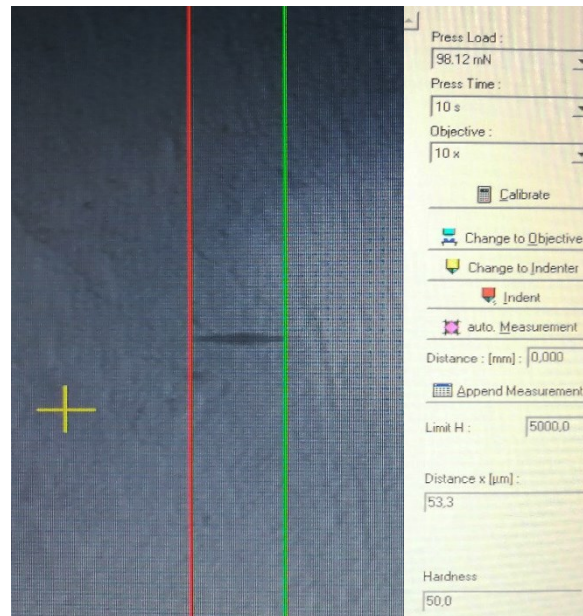 Press Load :
98.12 mN
Press Time :
10 s
Objective :
10 x
Calibrate
Change to Objective
Change to Indenter
Indent
auto. Measurement
Distance : [mm] : 0,000
Append Measurement
Limit H : 5000,0
Distance x [µm] :
53,3
Hardness
50,0